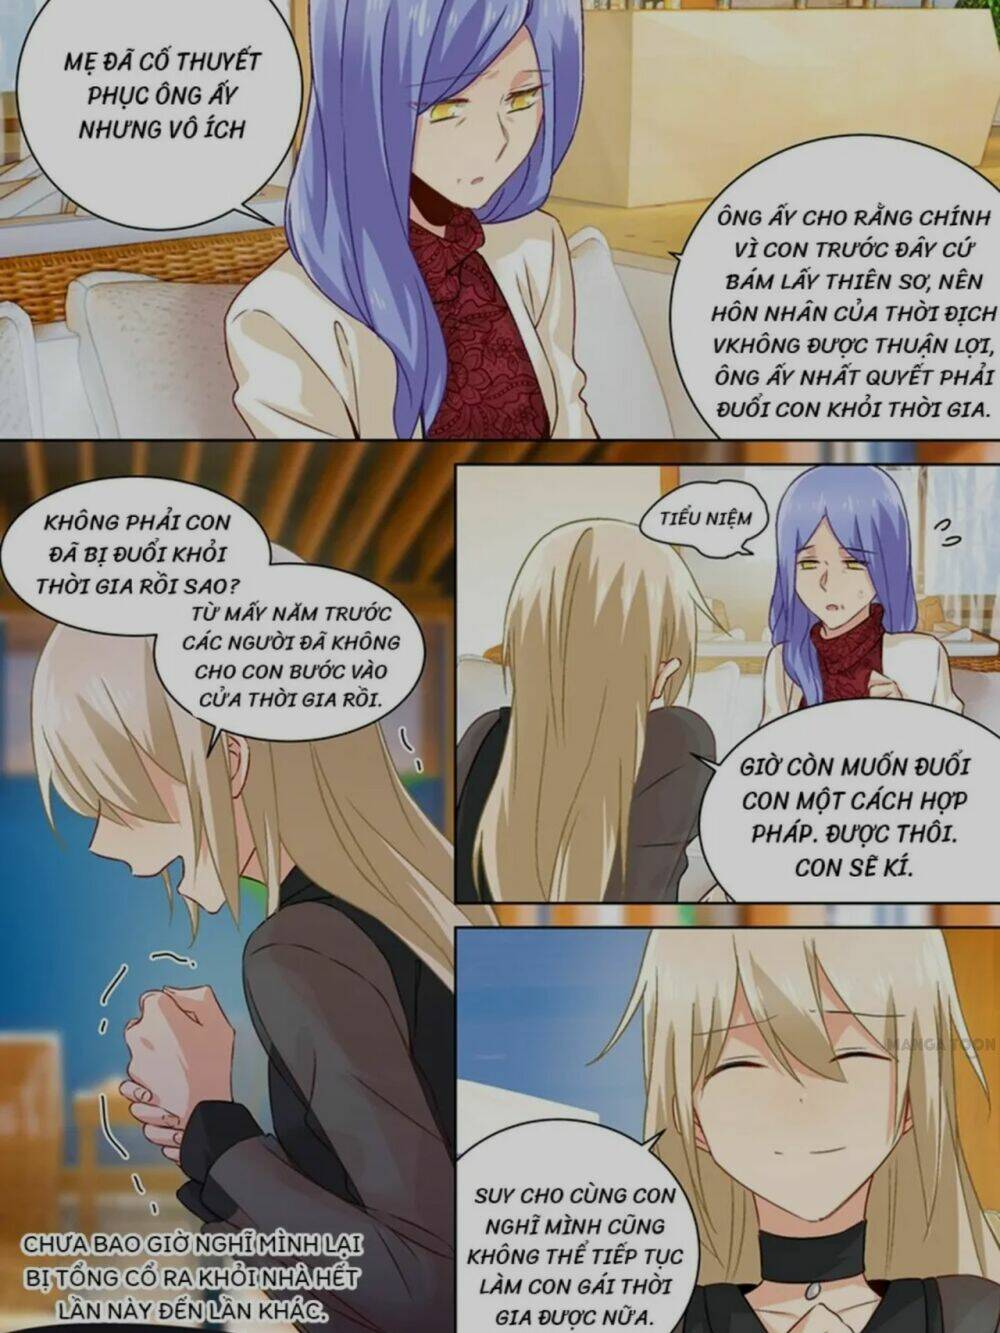 MẸ ĐÃ CỐ THUYẾT
PHỤC ÔNG ẤY
NHƯNG VÔ ÍCH
ÔNG ẤY CHO RẰNG CHÍNH
VÌ CON TRƯỚC ĐÂY CỨ
BÁM LẤY THIÊN SƠ, NÊN
HÔN NHÂN CỦA THỜI ĐỊCH
VKHÔNG ĐƯỢC THUẬN LỢI,
ÔNG ẤY NHẤT QUYẾT PHẢI
ĐUỔI CON KHỎI THỜI GIA.
KHÔNG PHẢI CON
ĐÃ BỊ ĐUỔI KHỎI
THỜI GIA RỒI SAO?
TỪ MẤY NĂM TRƯỚC
CÁC NGƯỜI ĐÃ KHÔNG
CHO CON BƯỚC VÀO
CỬA THỜI GIA RỒI.
TIỂU NIỆM
GIỜ CÒN MUỐN ĐUỔI
CON MỘT CÁCH HỢP
PHÁP. ĐƯỢC THÔI.
CON SẼ KÍ.
CHƯA BAO GIỜ NGHĨ MÌNH LẠI
BỊ TỐNG CỔ RA KHỎI NHÀ HẾT
LẦN NÀY ĐẾN LẦN KHÁC.
MANGATOON
SUY CHO CÙNG CON
NGHĨ MÌNH CŨNG
KHÔNG THỂ TIẾP TỤC
LÀM CON GÁI THỜI
GIA ĐƯỢC NỮA.